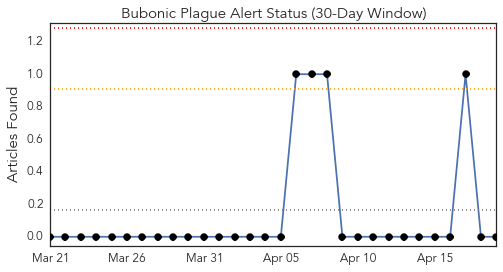 Bubonic Plague Alert Status (30-Day Window)
Articles Found
1.2
1.0
0.8
0.6
0.4
0.2
0.0
Mar 21 Mar 26 Mar 31 Apr 05 Apr 10 Apr 15